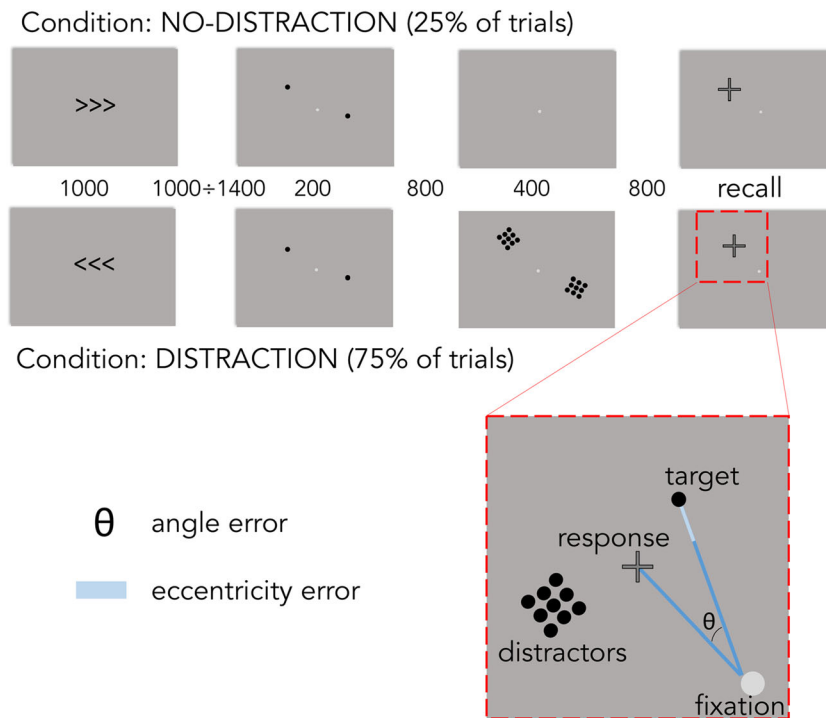 Condition: NO-DISTRACTION (25% of trials)
>>>
1000 1000÷1400 200 800 400 800 recall
<<<
Condition: DISTRACTION (75% of trials)
target
θ angle error
response
eccentricity error
θ
distractors
fixation